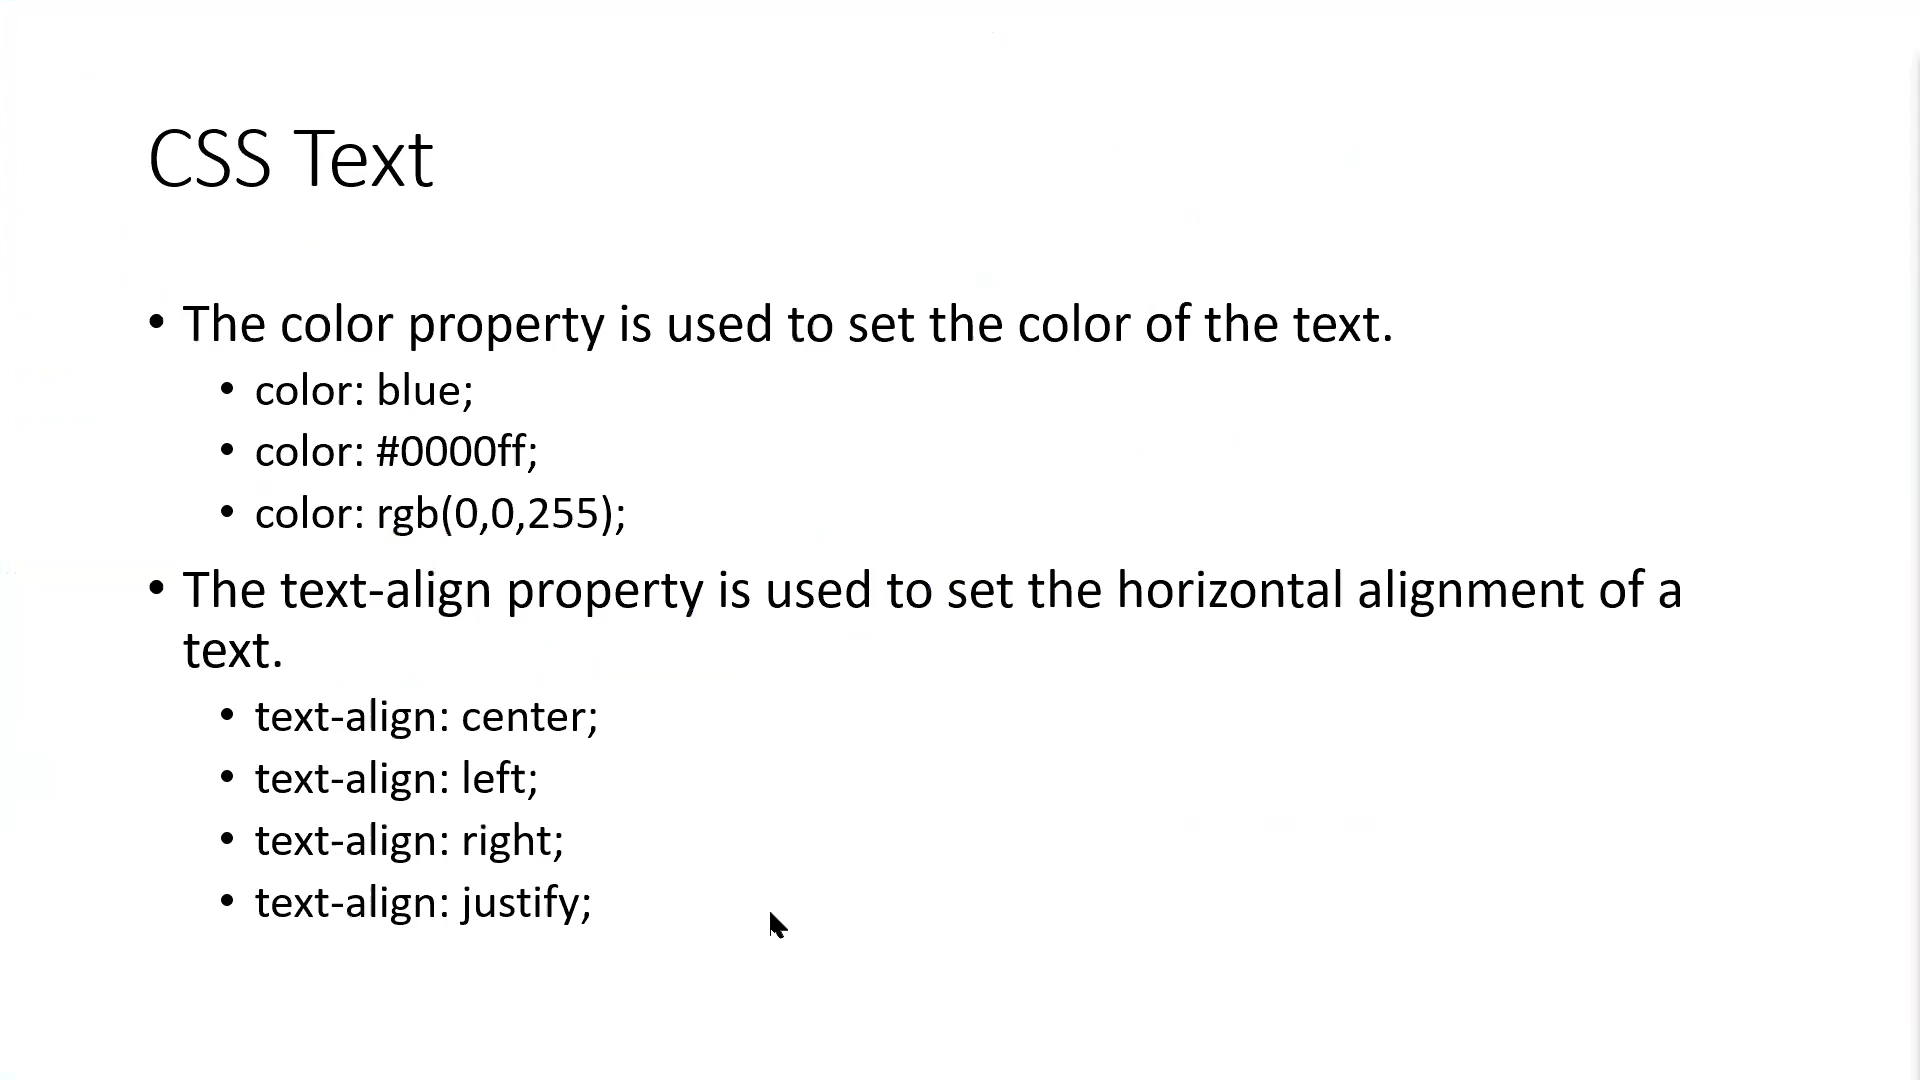 CSS Text
• The color property is used to set the color of the text.
• color: blue;
• color: #0000ff;
• color: rgb(0,0,255);
• The text-align property is used to set the horizontal alignment of a
text.
• text-align: center;
• text-align: left;
• text-align: right;
• text-align: justify;